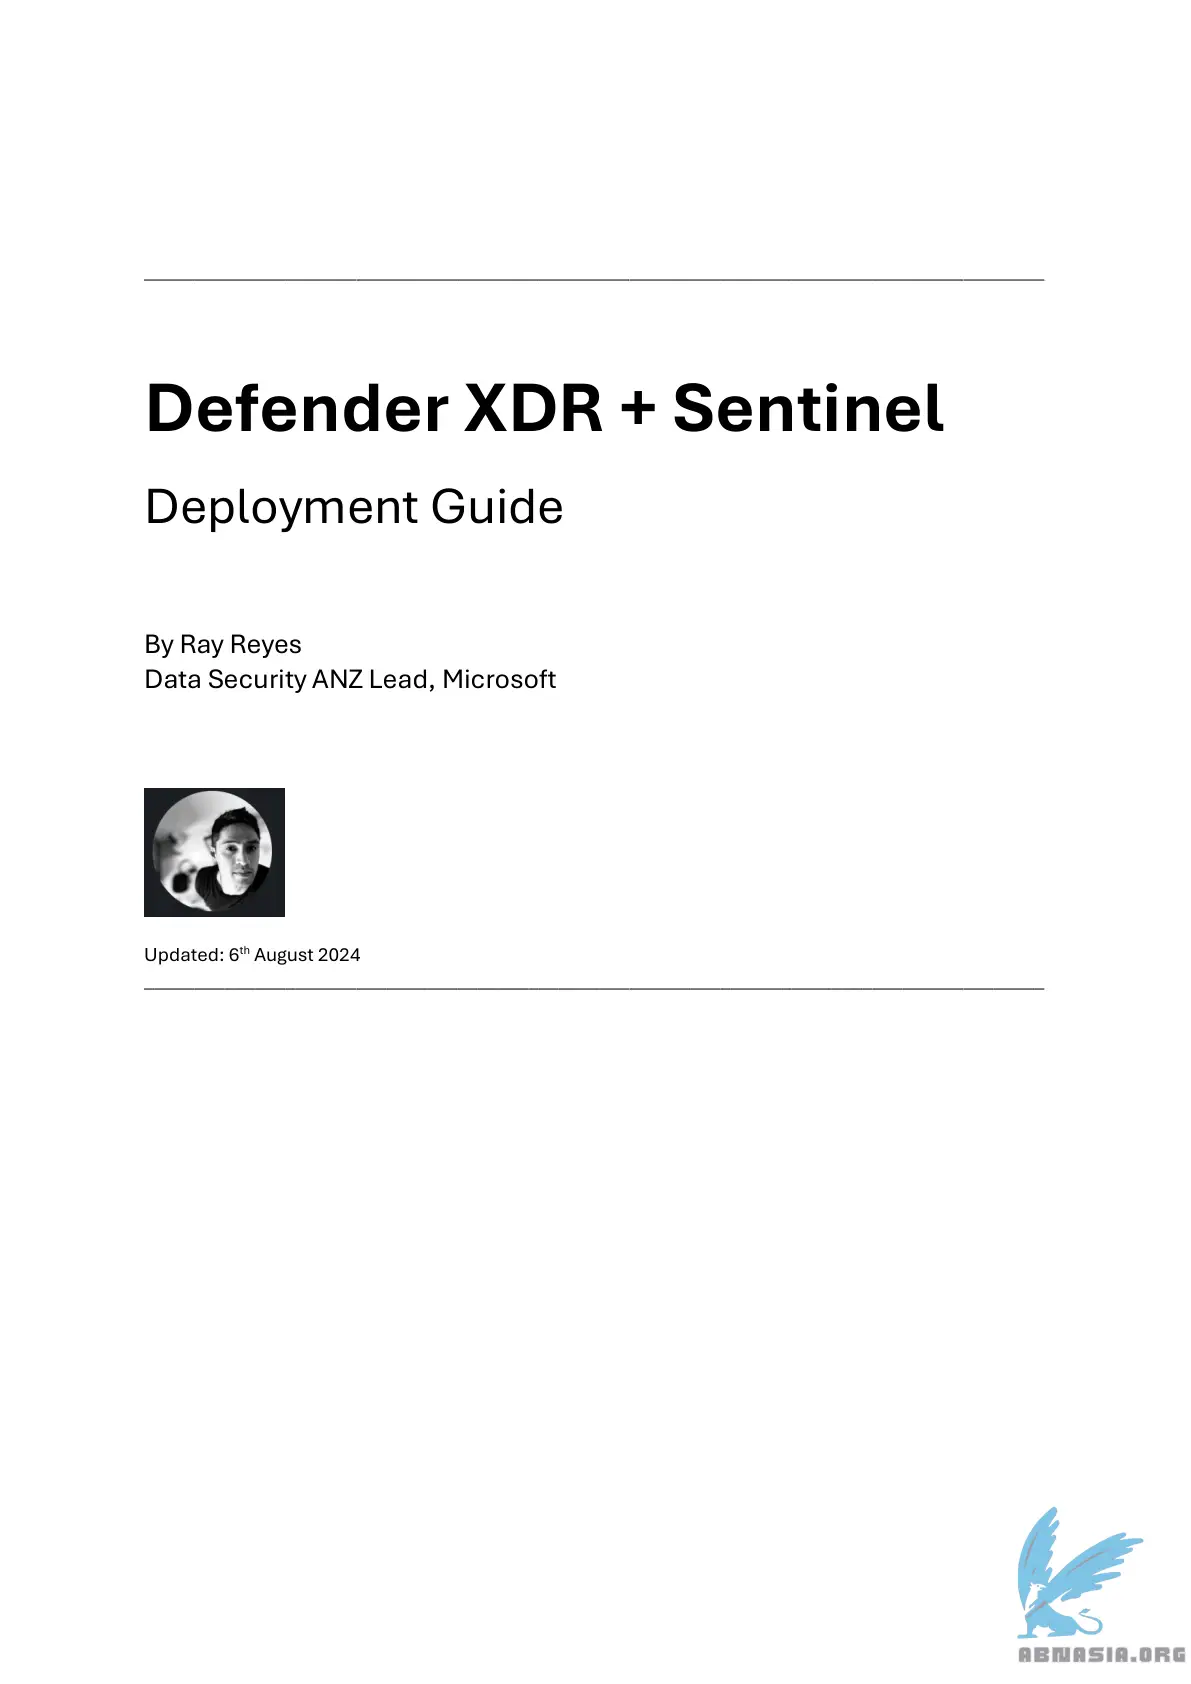 Defender XDR + Sentinel
Deployment Guide
By Ray Reyes
Data Security ANZ Lead, Microsoft
Updated: 6th August 2024
ABNASIA.ORG